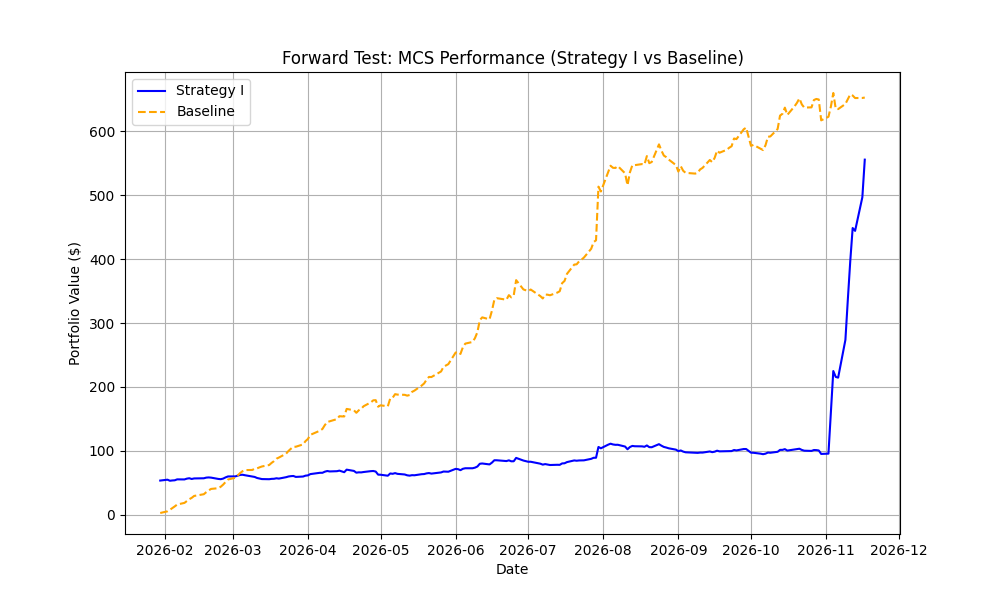 Forward Test: MCS Performance (Strategy I vs Baseline)
Strategy I
Baseline
Portfolio Value ($)
600
500
400
300
200
100
0
2026-02 2026-03 2026-04 2026-05 2026-06 2026-07 2026-08 2026-09 2026-10 2026-11 2026-12
Date